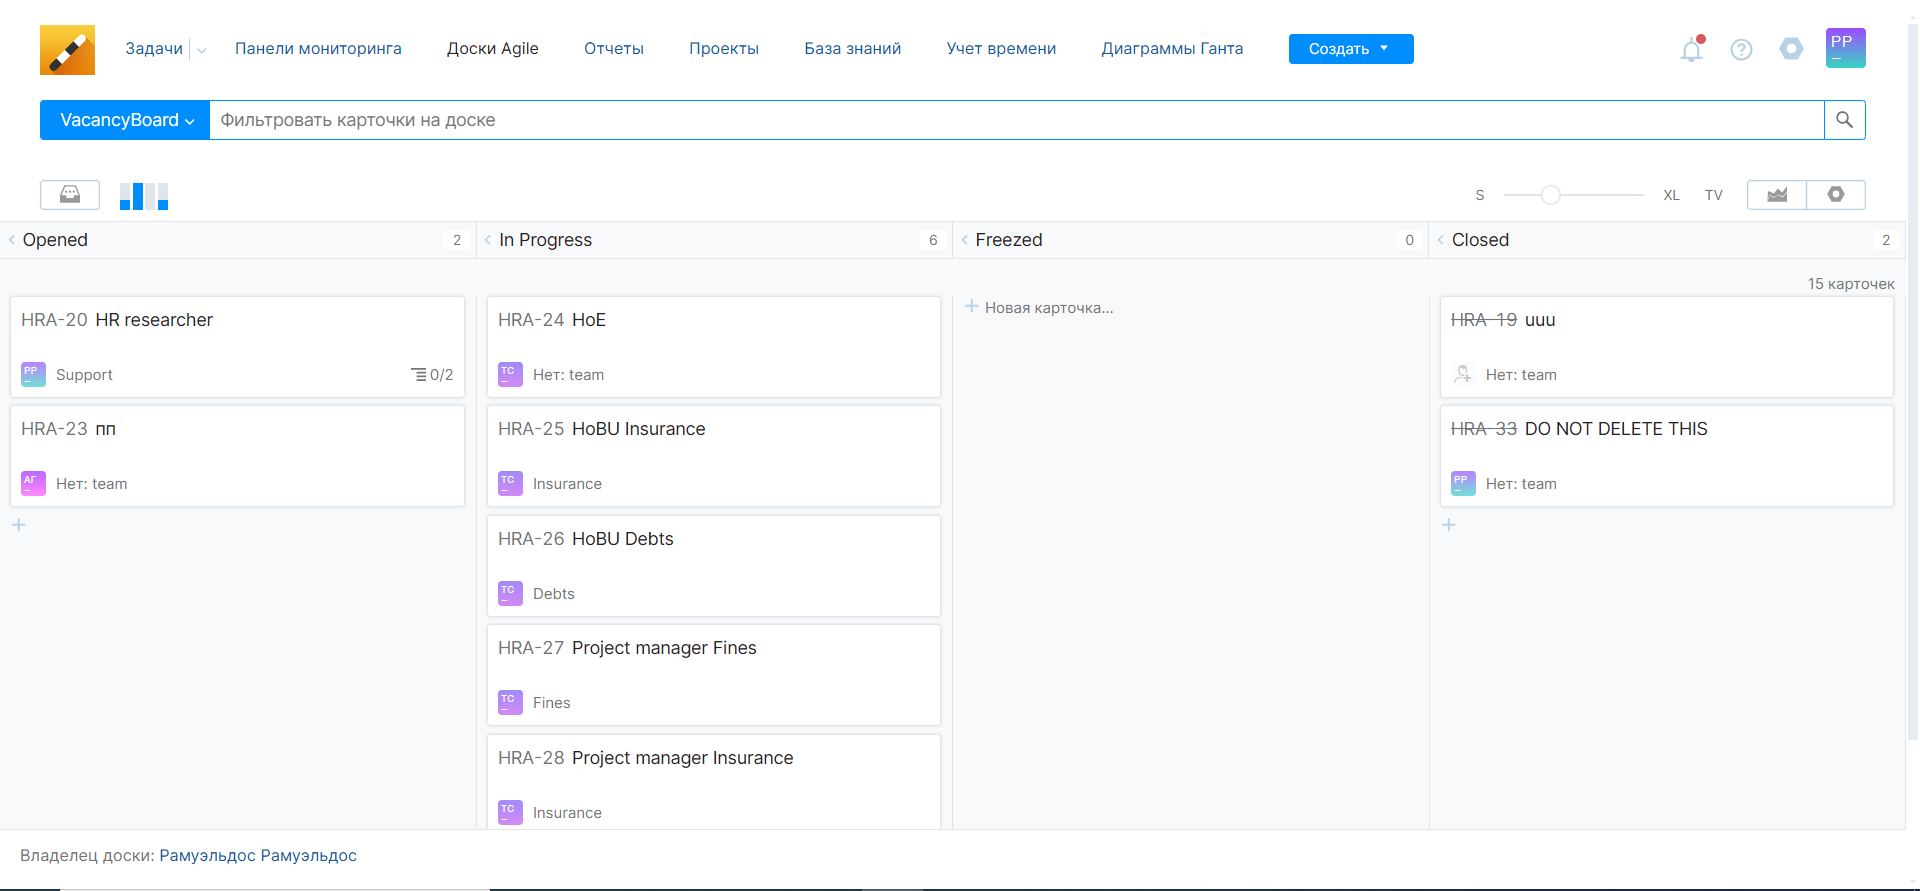 Задачи Панели мониторинга Доски Agile Отчеты Проекты База знаний Учет времени Диаграммы Ганта Создать PP
VacancyBoard Фильтровать карточки на доске
S XL TV
Opened 2 In Progress 6 Freezed 0 Closed 2
15 карточек
HRA-20 HR researcher
PP Support 0/2
HRA-23 пп
АГ Нет: team
HRA-24 HoE
TC Нет: team
HRA-25 HoBU Insurance
TC Insurance
HRA-26 HoBU Debts
TC Debts
HRA-27 Project manager Fines
TC Fines
HRA-28 Project manager Insurance
TC Insurance
Новая карточка...
HRA-19 uuu
Нет: team
HRA-33 DO NOT DELETE THIS
PP Нет: team
Владелец доски: Рамуэльдос Рамуэльдос